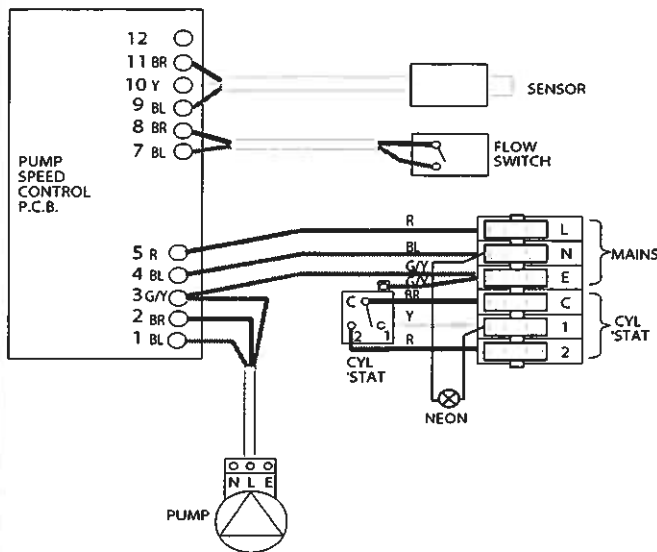 12
11 BR
10 Y
9 BL
8 BR
7 BL
SENSOR
FLOW
SWITCH
PUMP
SPEED
CONTROL
P.C.B.
5 R
4 BL
3 G/Y
2 BR
1 BL
R
BL
G/Y
G/Y
BR
Y
R
L
N
E
C
1
2
MAINS
CYL
'STAT
C
2
1
CYL
'STAT
NEON
N L E
PUMP